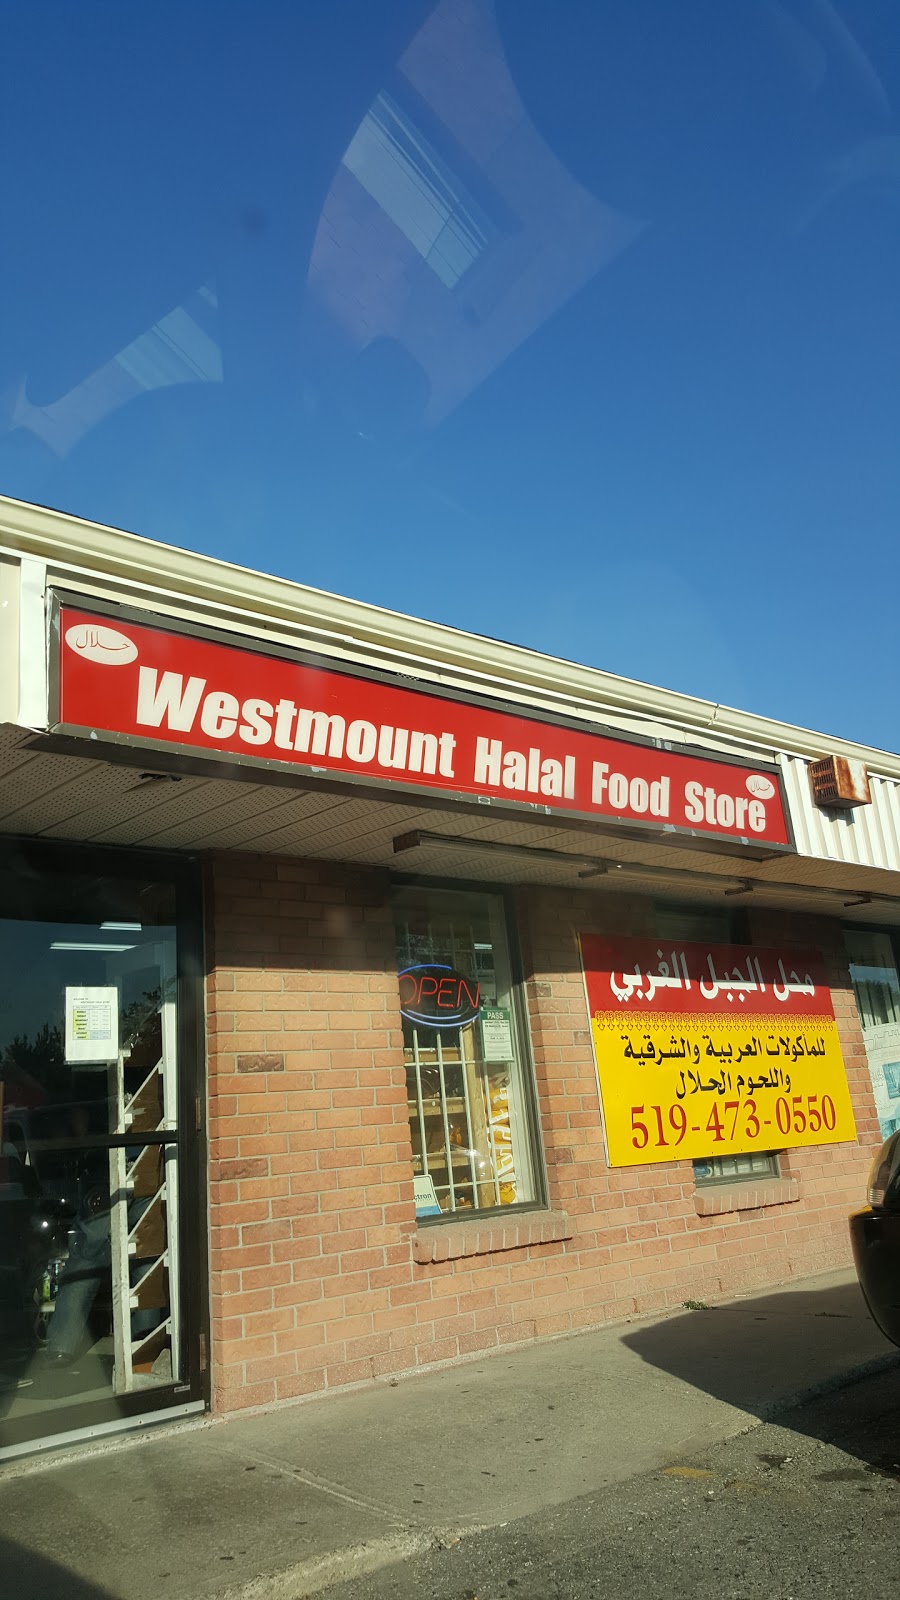 حلال
Westmount Halal Food Store
حلال
OPEN
PASS
محل الجبل الغربي
للمأكولات العربية والشرقية
واللحوم الحلال
519-473-0550